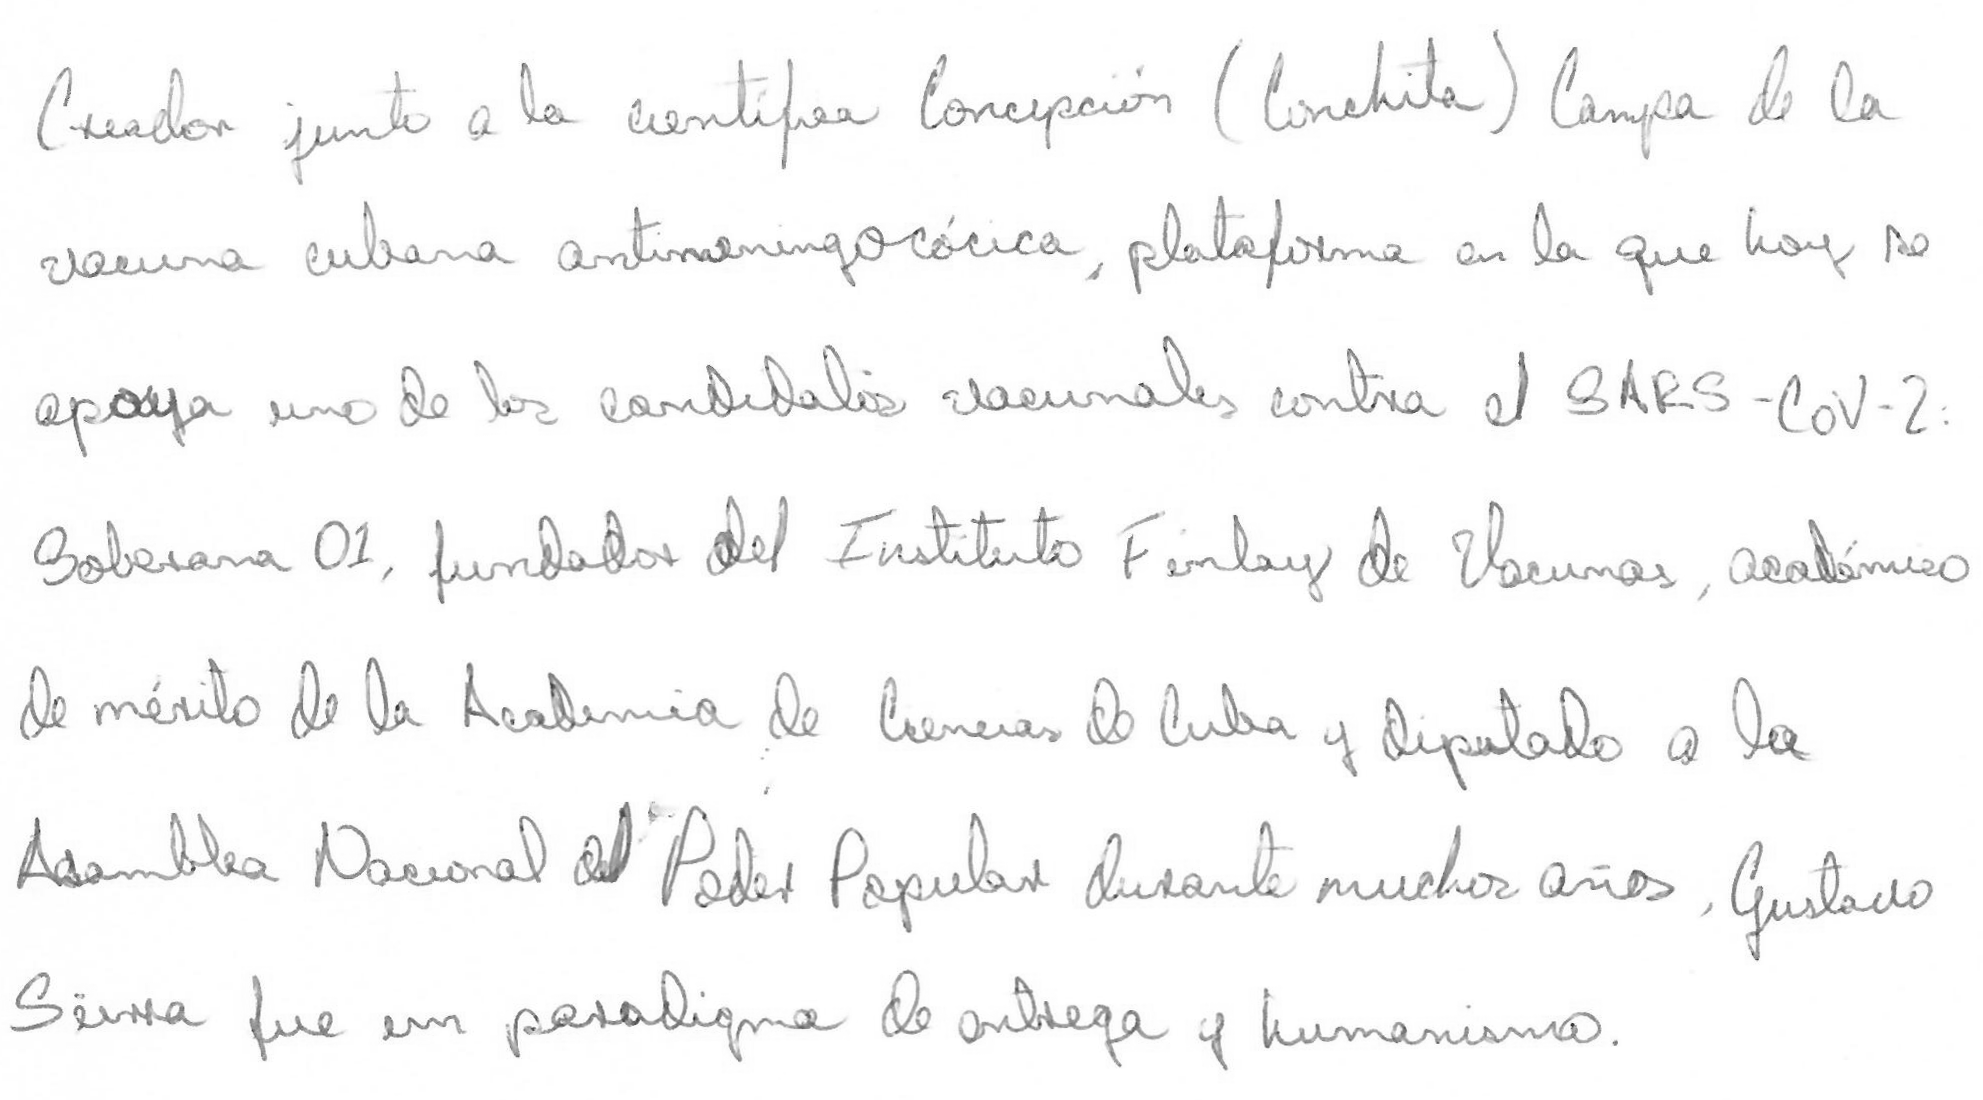 Creador junto a la científica Concepción (Conchita) Campa de la
vacuna cubana antimeningocócica, plataforma en la que hoy se
apoya uno de los candidatos vacunales contra el SARS-CoV-2:
Soberana 01, fundador del Instituto Finlay de Vacunas, académico
de mérito de la Academia de Ciencias de Cuba y diputado a la
Asamblea Nacional del Poder Popular durante muchos años, Gustavo
Sierra fue un paradigma de entrega y humanismo.